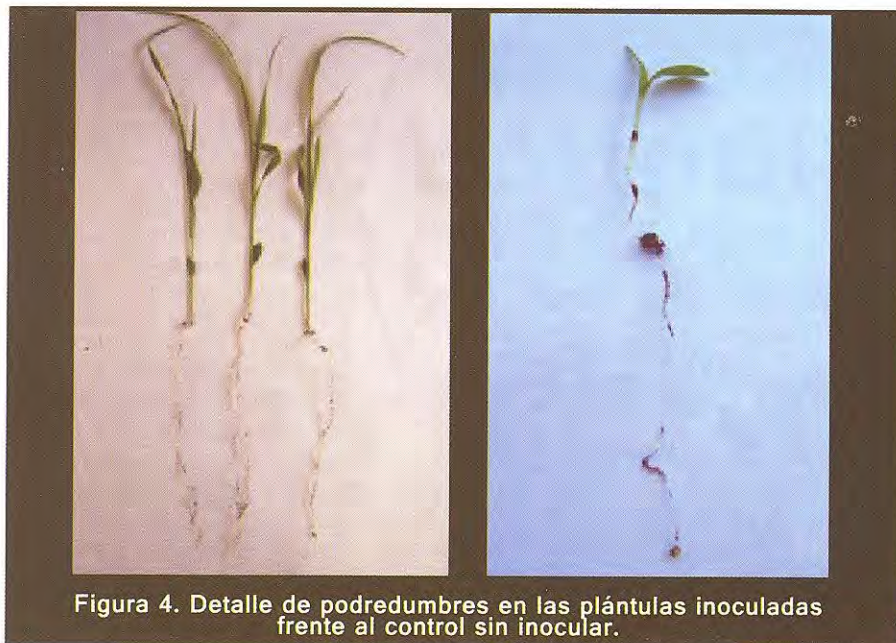 Figura 4. Detalle de podredumbres en las plántulas inoculadas
frente al control sin inocular.